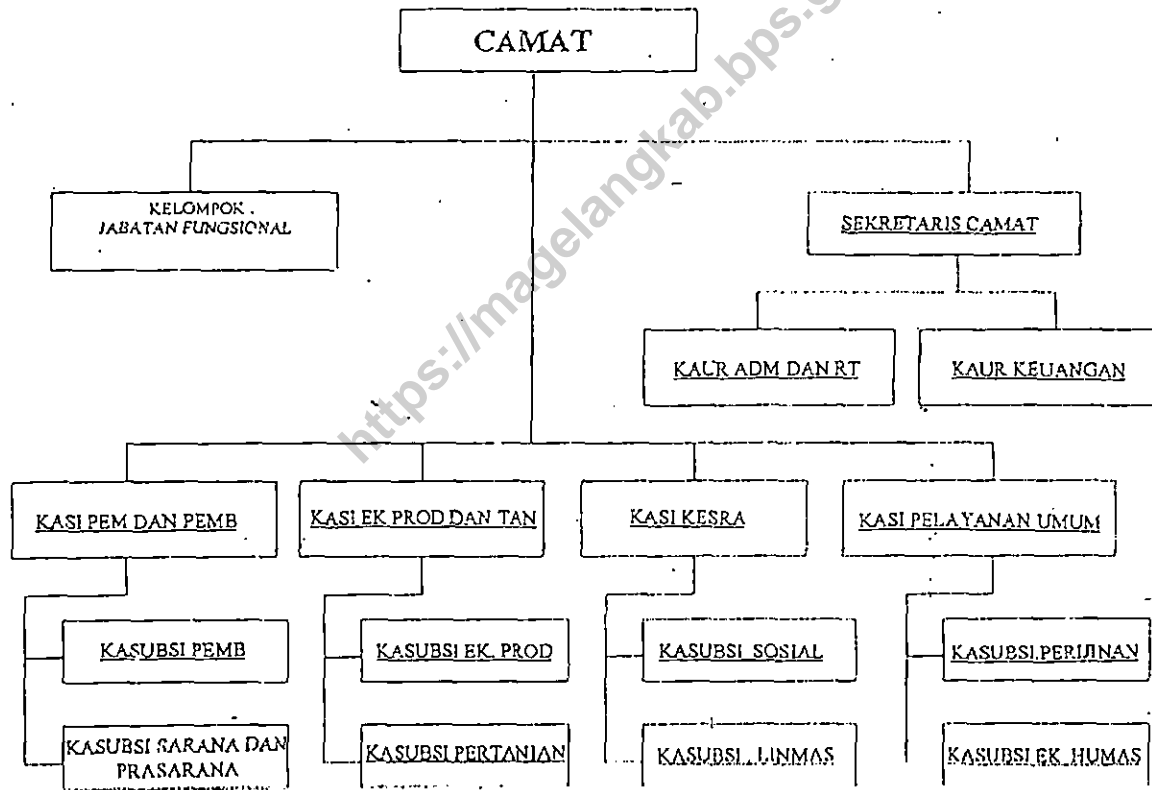 CAMAT
KELOMPOK .
JABATAN FUNGSIONAL
SEKRETARIS CAMAT
KAUR ADM DAN RT
KAUR KEUANGAN
KASI PEM DAN PEMB
KASI EK PROD DAN TAN
KASI KESRA
KASI PELAYANAN UMUM
KASUBSI PEMB
KASUBSI EK. PROD
KASUBSI SOSIAL
KASUBSI PERIJINAN
KASUBSI SARANA DAN
PRASARANA
KASUBSI PERTANIAN
KASUBSI . LINMAS
KASUBSI EK HUMAS
https://magelangkab.bps.g